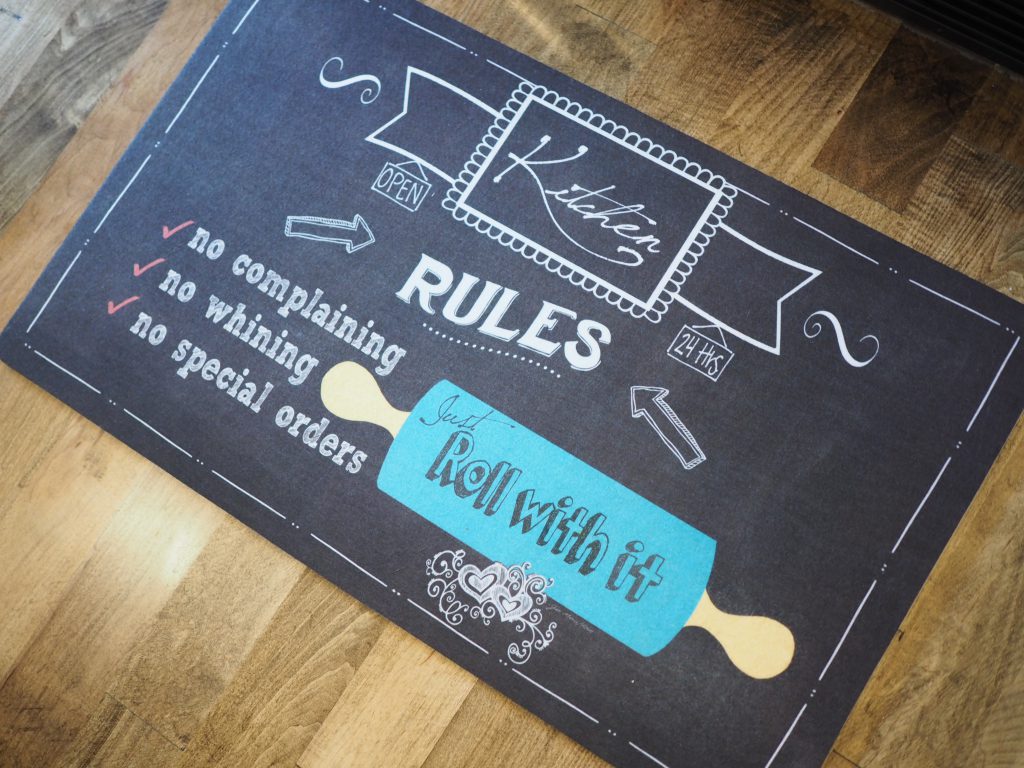 Kitchen
OPEN
24 HRS
RULES
no complaining
no whining
no special orders
Just
Roll with it